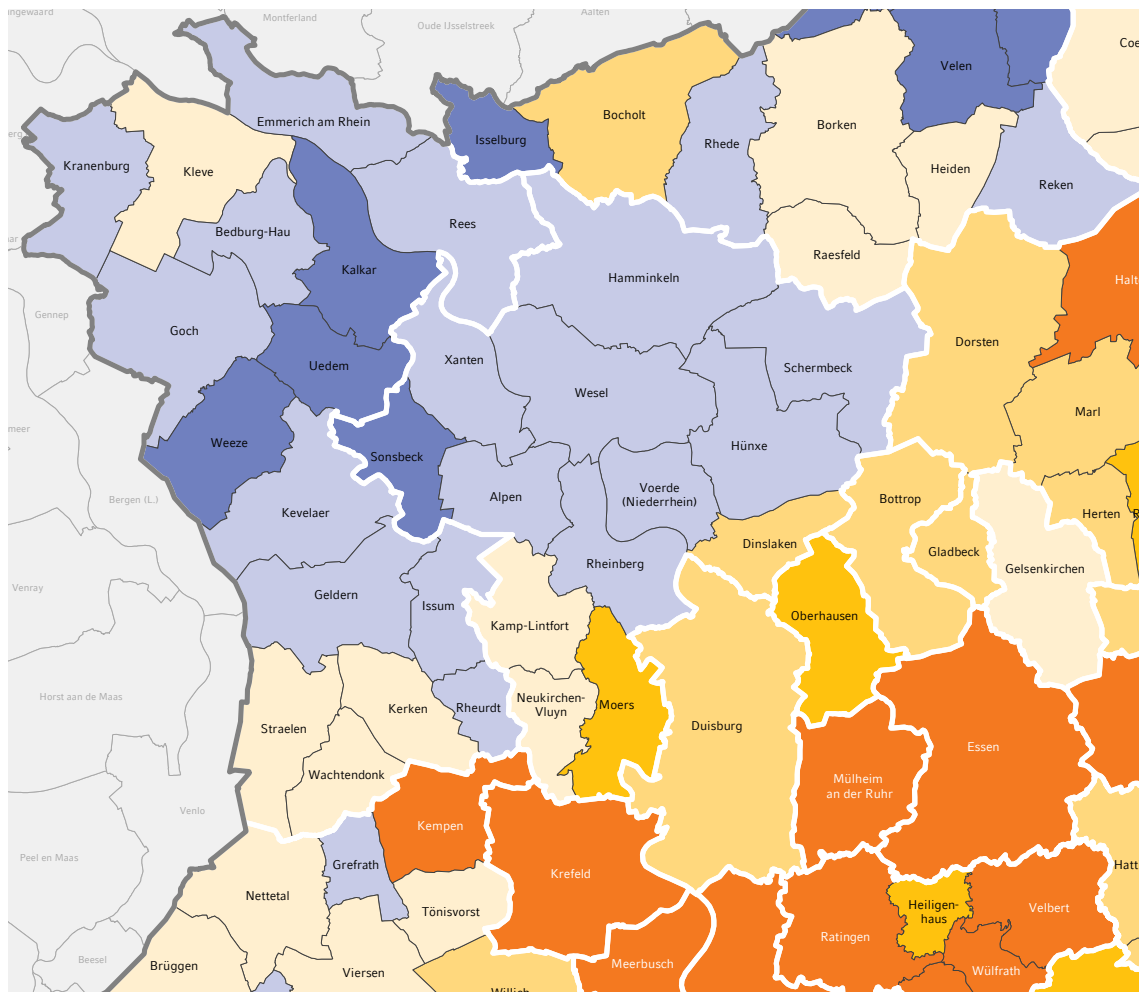 Montferland
Oude IJsselstreek
Aalten
Coe
Velen
Bocholt
Emmerich am Rhein
Borken
Isselburg
Rhede
Kranenburg
Kleve
Heiden
Reken
Rees
Bedburg-Hau
Raesfeld
Kalkar
Hamminkeln
Halt
Gennep
Goch
Dorsten
Xanten
Uedem
Schermbeck
Wesel
Marl
meer
Weeze
Hünxe
Sonsbeck
Voerde
(Niederrhein)
Alpen
Bottrop
Bergen (L.)
Kevelaer
Herten
R
Dinslaken
Gladbeck
Rheinberg
Gelsenkirchen
Venray
Geldern
Issum
Oberhausen
Kamp-Lintfort
Horst aan de Maas
Neukirchen-
Vluyn
Moers
Kerken
Rheurdt
Straelen
Duisburg
Essen
Wachtendonk
Mülheim
an der Ruhr
Venlo
Kempen
Peel en Maas
Grefrath
Hatt
Krefeld
Nettetal
Heiligen-
haus
Velbert
Tönisvorst
Ratingen
Beesel
Brüggen
Viersen
Meerbusch
Wülfrath